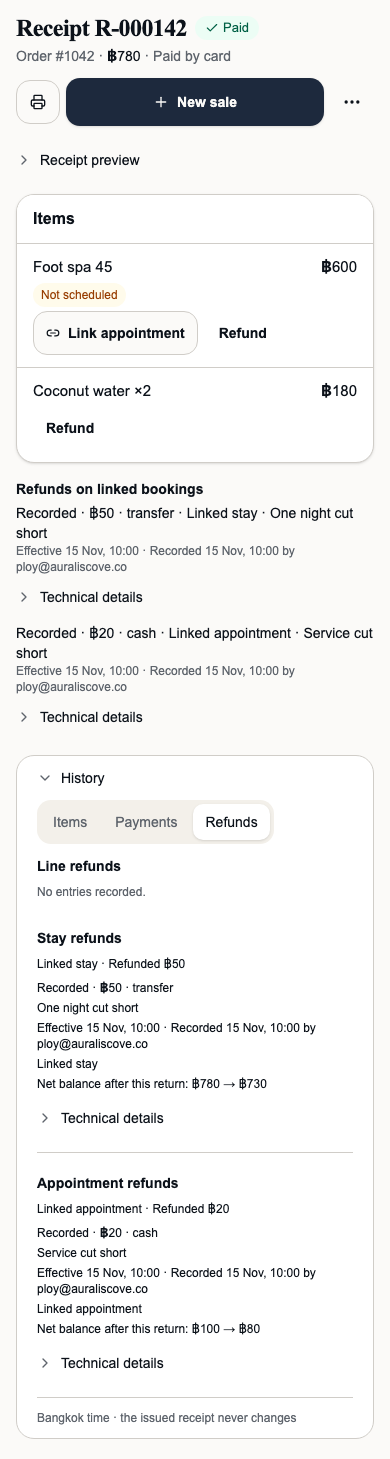 Receipt R-000142
Paid
Order #1042 · ฿780 · Paid by card
New sale
Receipt preview
Items
Foot spa 45
฿600
Not scheduled
Link appointment
Refund
Coconut water ×2
฿180
Refund
Refunds on linked bookings
Recorded · ฿50 · transfer · Linked stay · One night cut
short
Effective 15 Nov, 10:00 · Recorded 15 Nov, 10:00 by
ploy@auraliscove.co
Technical details
Recorded · ฿20 · cash · Linked appointment · Service cut
short
Effective 15 Nov, 10:00 · Recorded 15 Nov, 10:00 by
ploy@auraliscove.co
Technical details
History
Items
Payments
Refunds
Line refunds
No entries recorded.
Stay refunds
Linked stay · Refunded ฿50
Recorded · ฿50 · transfer
One night cut short
Effective 15 Nov, 10:00 · Recorded 15 Nov, 10:00 by
ploy@auraliscove.co
Linked stay
Net balance after this return: ฿780 → ฿730
Technical details
Appointment refunds
Linked appointment · Refunded ฿20
Recorded · ฿20 · cash
Service cut short
Effective 15 Nov, 10:00 · Recorded 15 Nov, 10:00 by
ploy@auraliscove.co
Linked appointment
Net balance after this return: ฿100 → ฿80
Technical details
Bangkok time · the issued receipt never changes